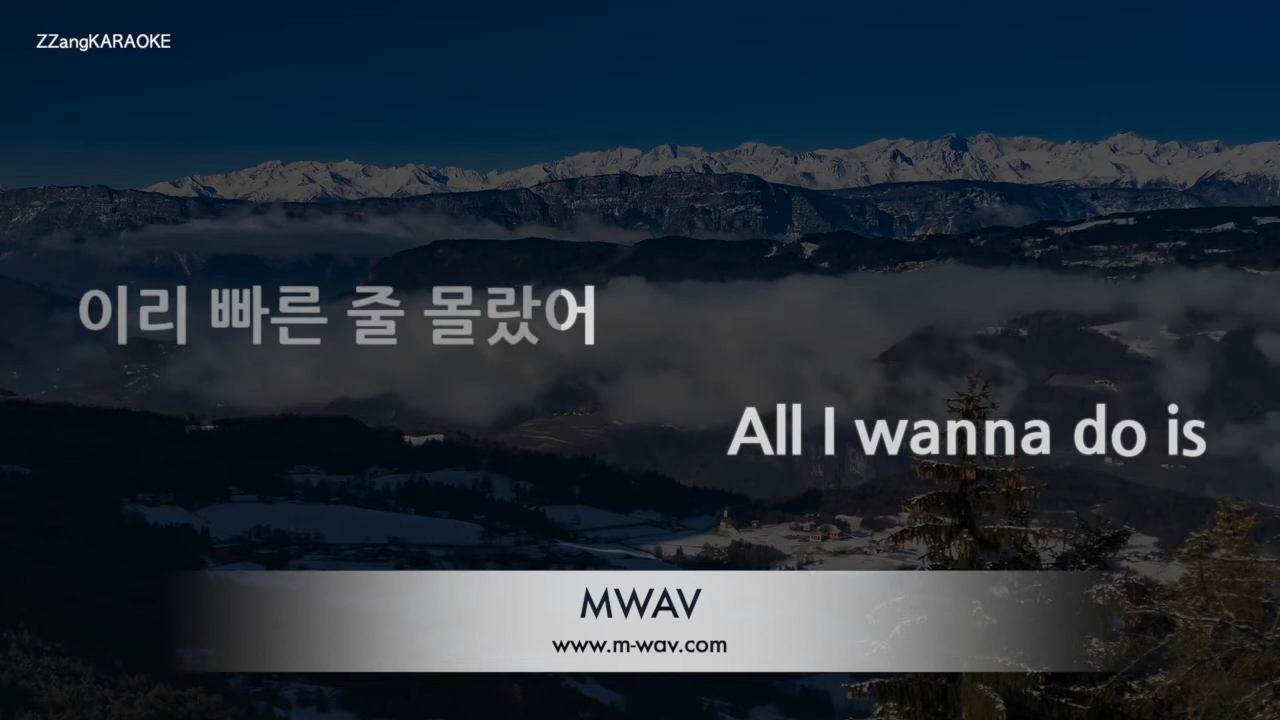 ZZangKARAOKE
이리 빠른 줄 몰랐어
All I wanna do is
MWAV
www.m-wav.com